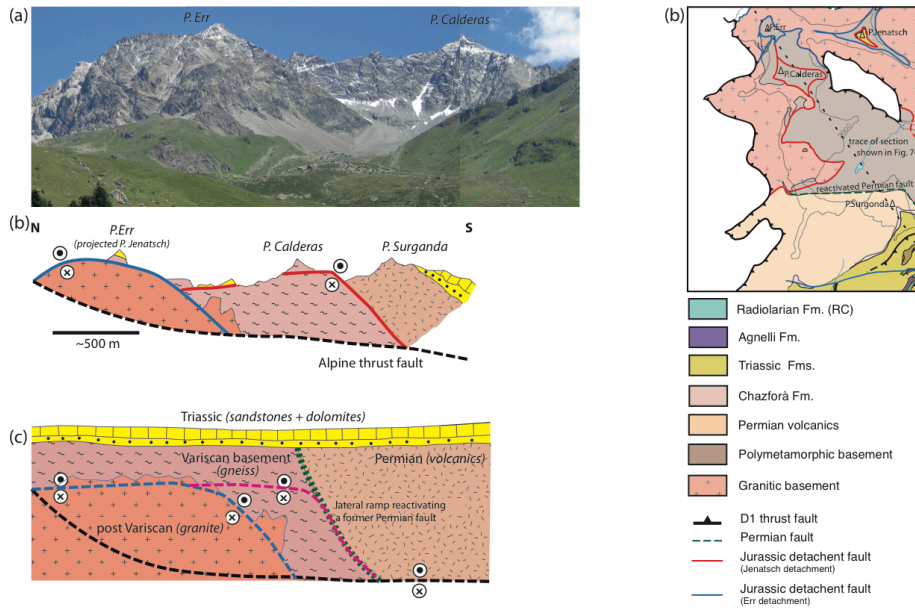 (a)
P. Err
P. Calderas
(b)
N
P.Err
(projected P. Jenatsch)
P. Calderas
P. Surganda
S
~500 m
Alpine thrust fault
(c)
Triassic (sandstones + dolomites)
Variscan basement
(gneiss)
Permian (volcanics)
lateral ramp reactivating
a former Permian fault
post Variscan (granite)
(b)
P.Err
P.Jenatsch
P.Calderas
trace of section
shown in Fig. 7
reactivated Permian fault
P.Surgonda
Radiolarian Fm. (RC)
Agnelli Fm.
Triassic Fms.
Chazforà Fm.
Permian volcanics
Polymetamorphic basement
Granitic basement
D1 thrust fault
Permian fault
Jurassic detachent fault
(Jenatsch detachment)
Jurassic detachent fault
(Err detachment)